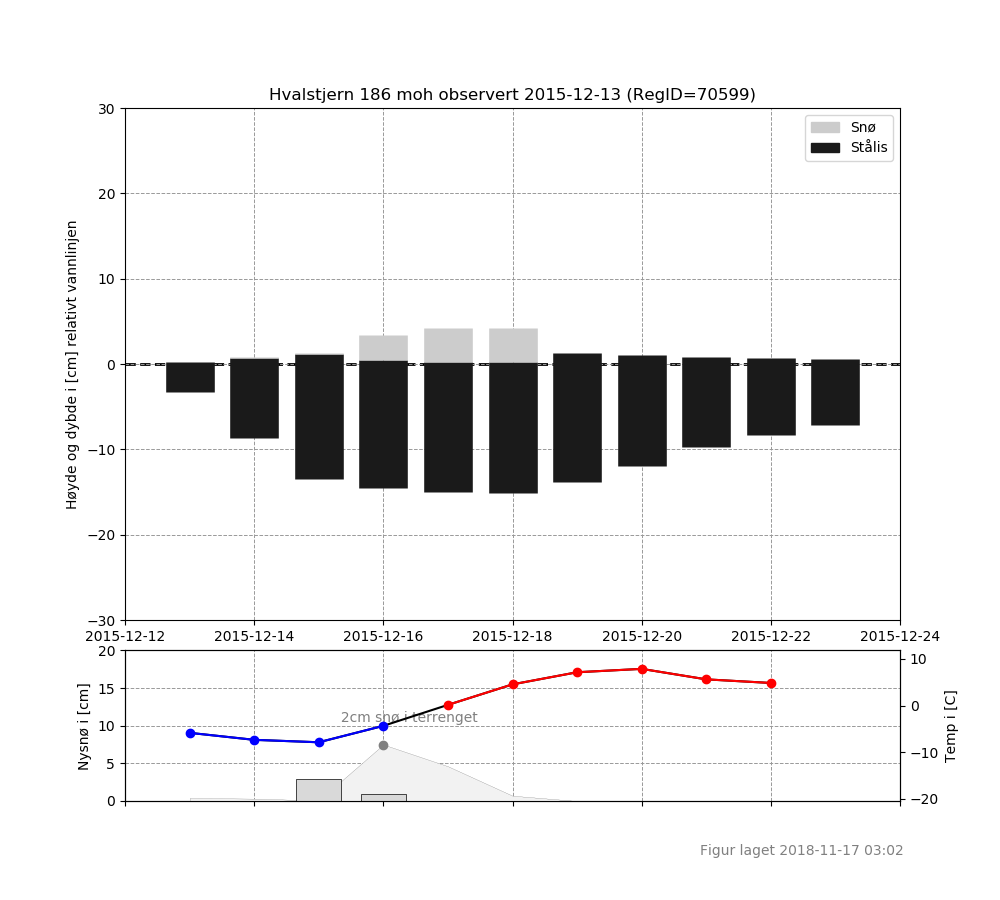 Hvalstjern 186 moh observert 2015-12-13 (RegID=70599)
Snø
Stålis
Høyde og dybde i [cm] relativt vannlinjen
30
20
10
0
−10
−20
−30
2015-12-12 2015-12-14 2015-12-16 2015-12-18 2015-12-20 2015-12-22 2015-12-24
Nysnø i [cm]
20
15
10
5
0
2cm snø i terrenget
10
0
−10
−20
Temp i [C]
Figur laget 2018-11-17 03:02